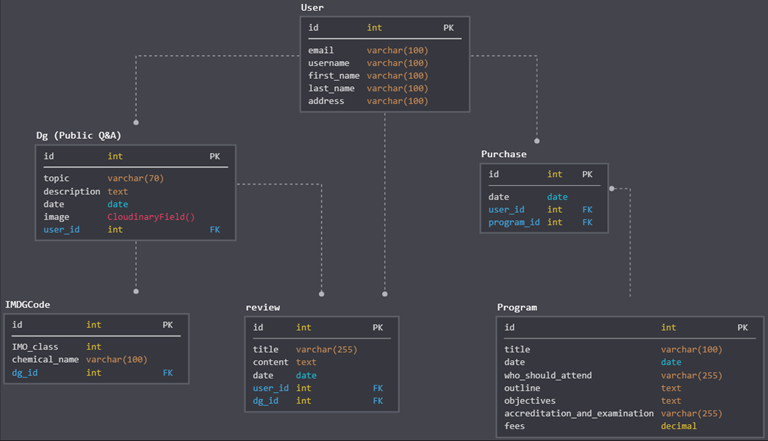 User
id int PK
email varchar(100)
username varchar(100)
first_name varchar(100)
last_name varchar(100)
address varchar(100)
Dg (Public Q&A)
id int PK
topic varchar(70)
description text
date date
image CloudinaryField()
user_id int FK
Purchase
id int PK
date date
user_id int FK
program_id int FK
IMDGCode
id int PK
IMO_class int
chemical_name varchar(100)
dg_id int FK
review
id int PK
title varchar(255)
content text
date date
user_id int FK
dg_id int FK
Program
id int PK
title varchar(100)
date date
who_should_attend varchar(255)
outline text
objectives text
accreditation_and_examination varchar(255)
fees decimal